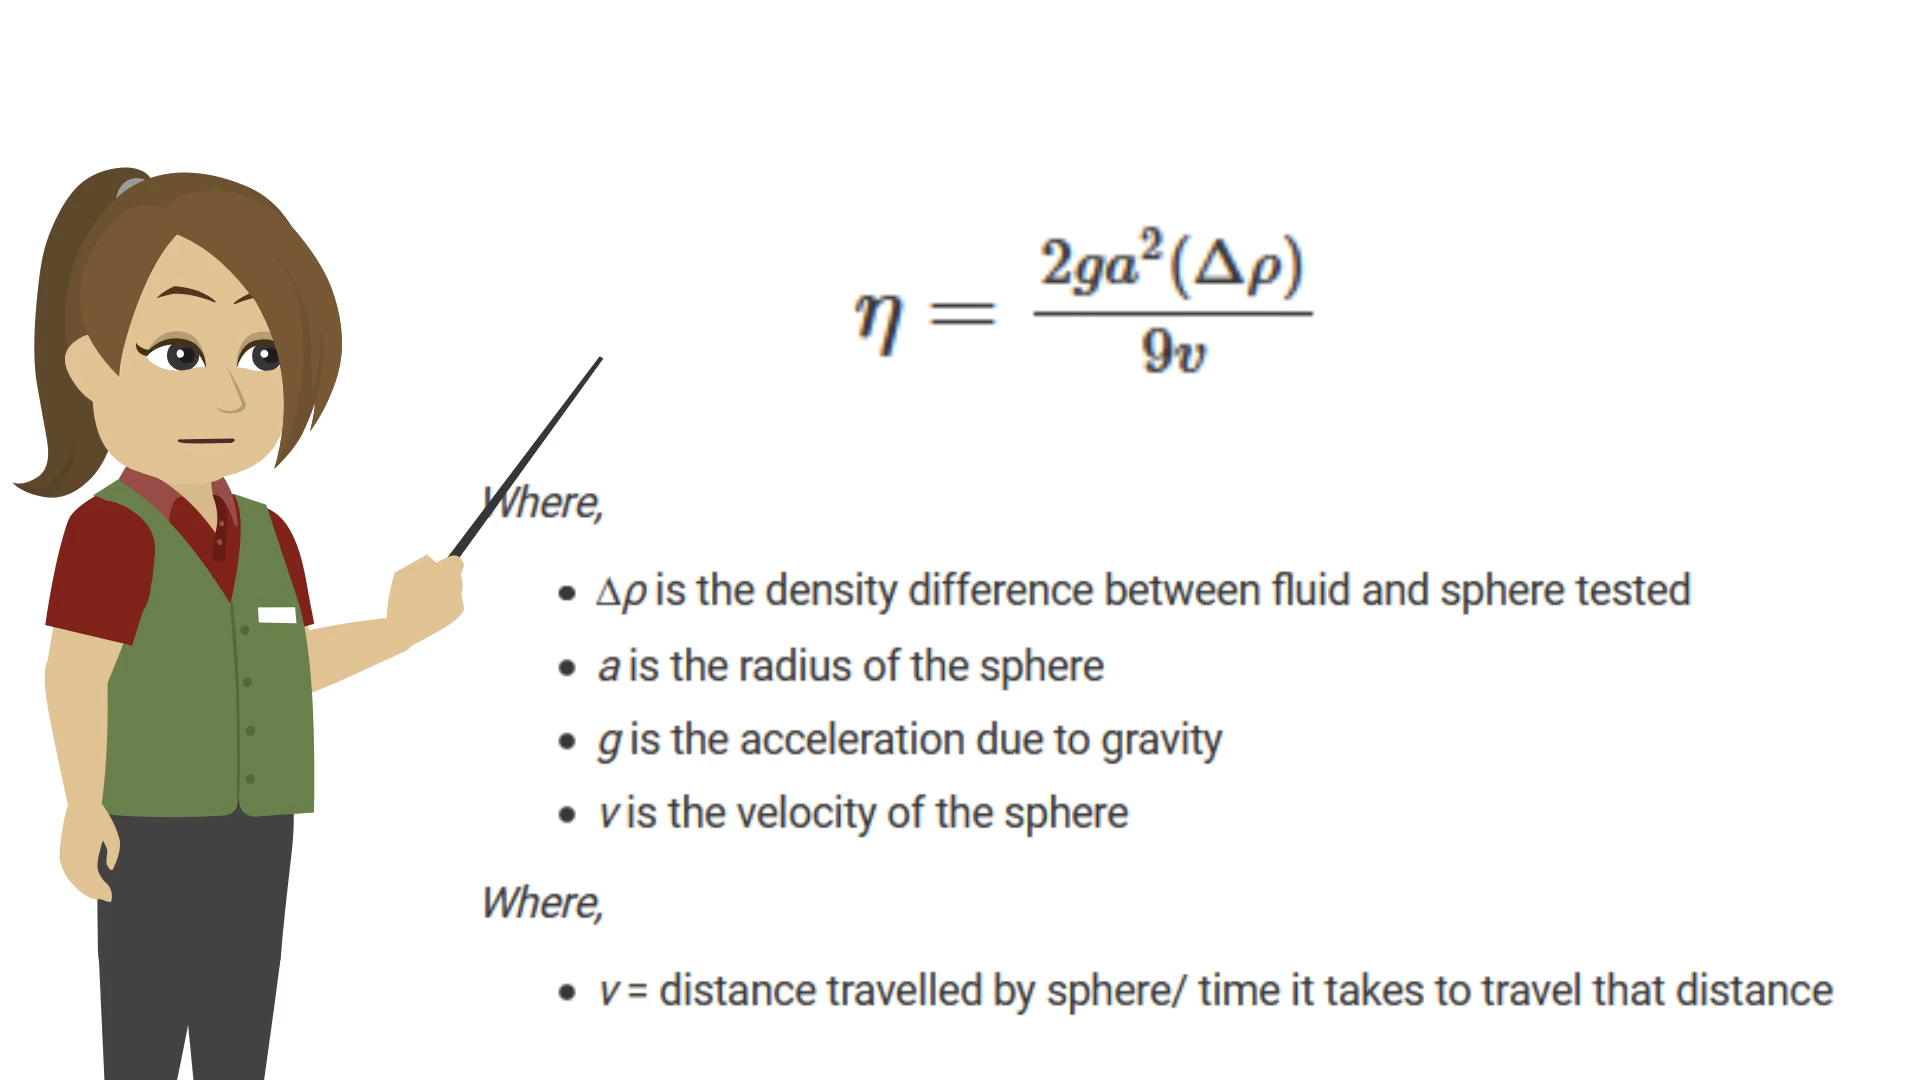 η = 2ga²(Δρ) / 9v
Where,
• Δρ is the density difference between fluid and sphere tested
• a is the radius of the sphere
• g is the acceleration due to gravity
• v is the velocity of the sphere
Where,
• v = distance travelled by sphere/ time it takes to travel that distance